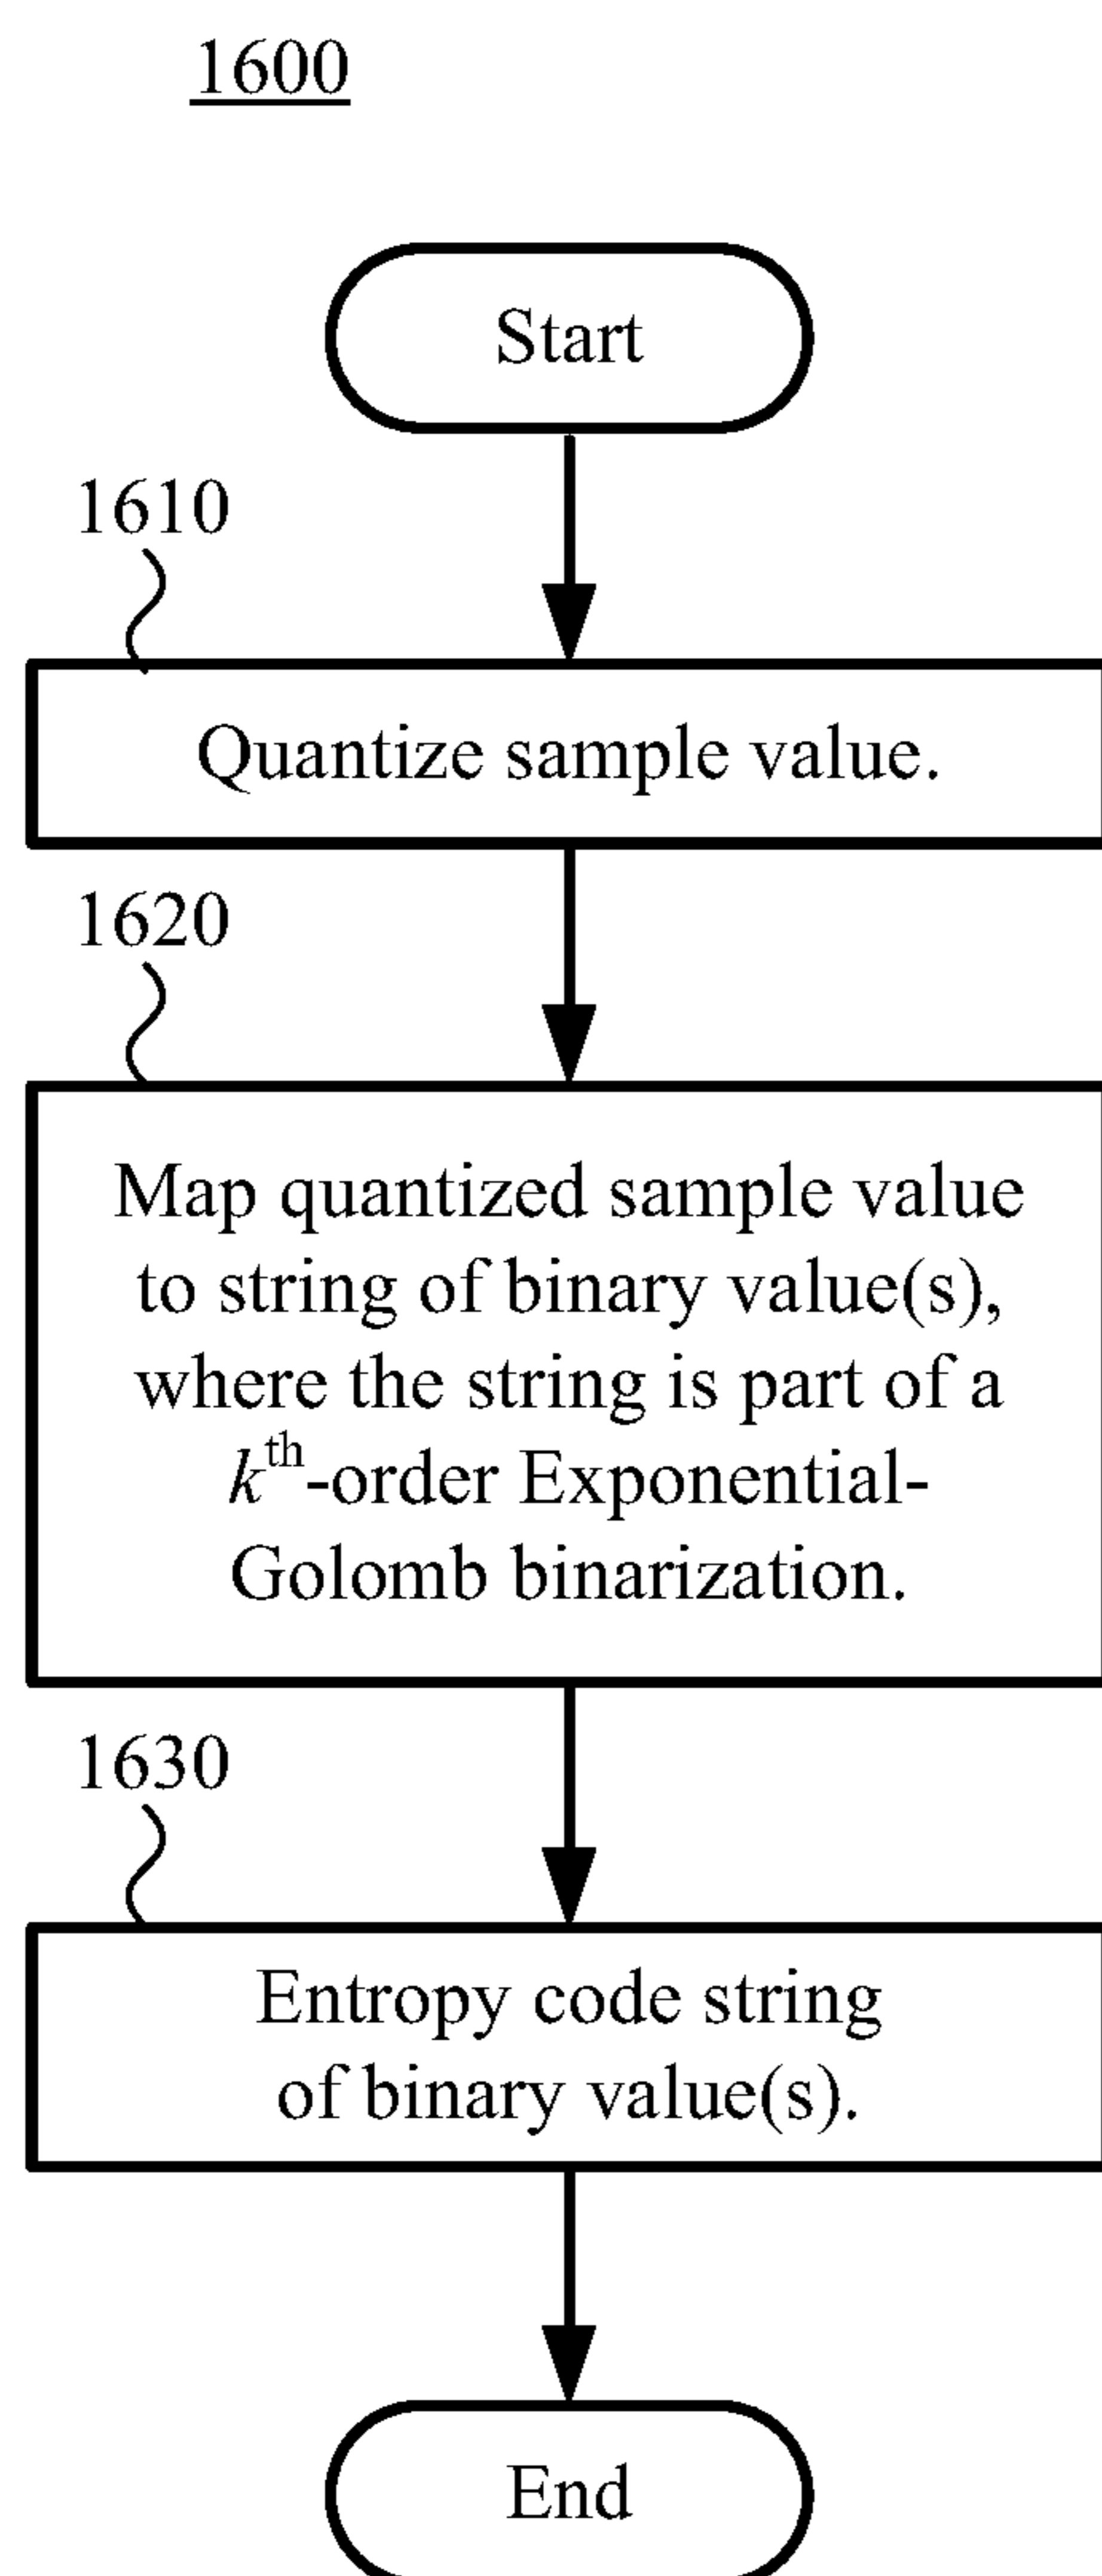 1600
Start
1610
Quantize sample value.
1620
Map quantized sample value
to string of binary value(s),
where the string is part of a
kth-order Exponential-
Golomb binarization.
1630
Entropy code string
of binary value(s).
End